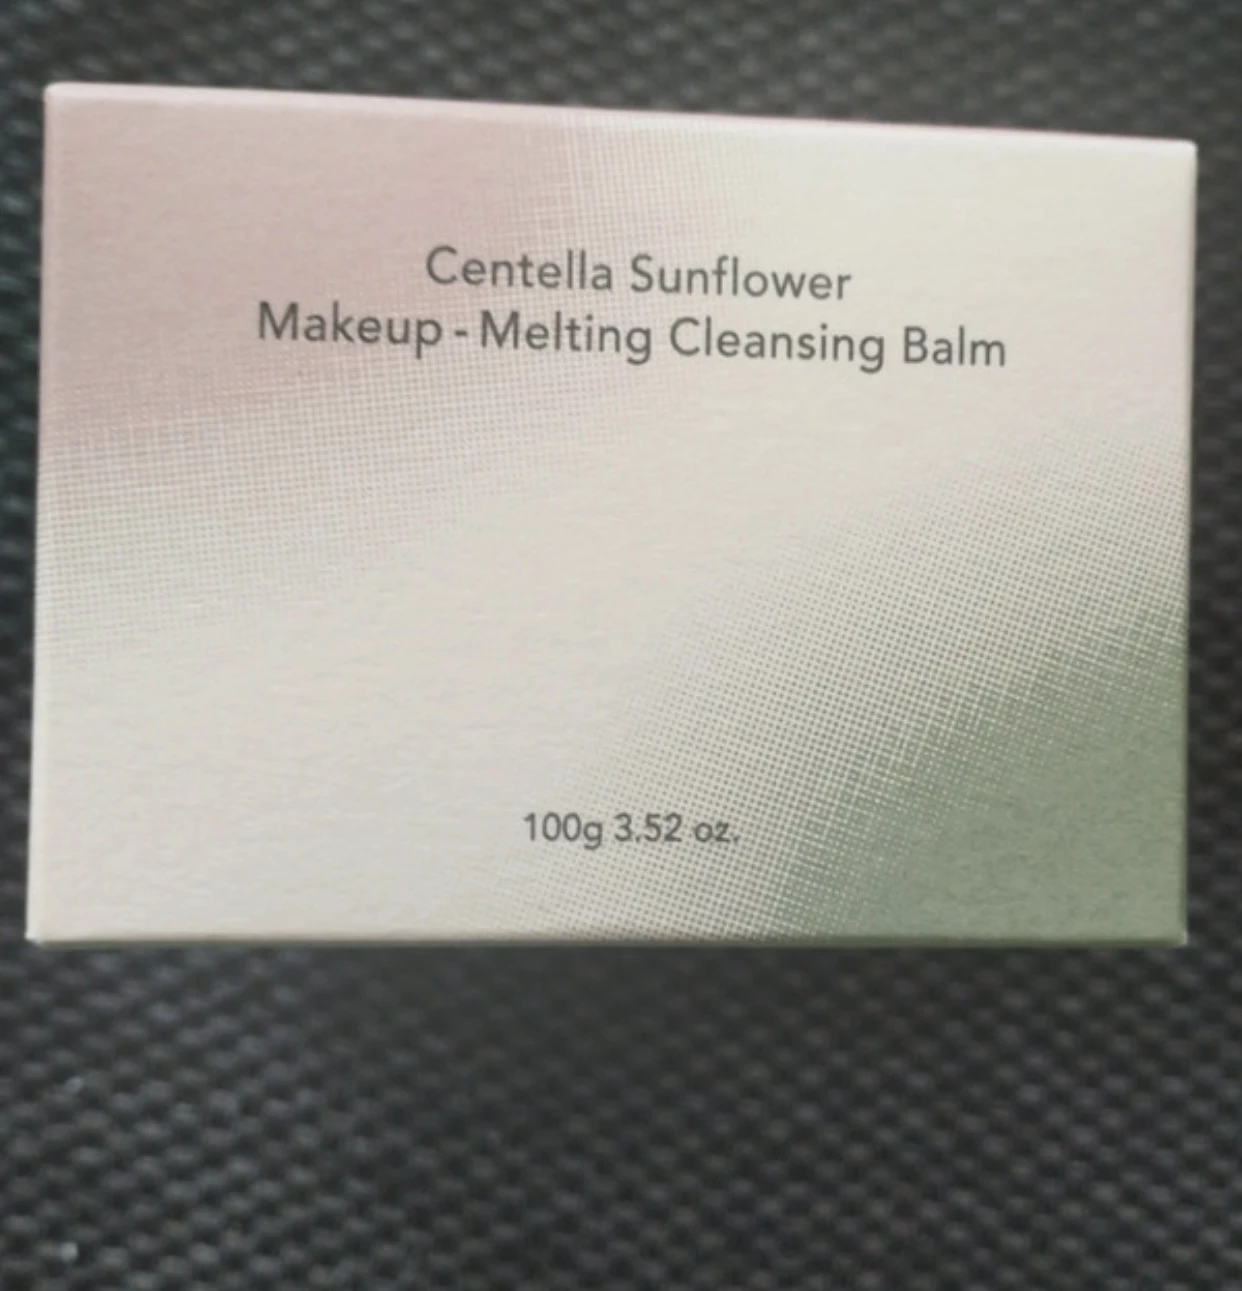 Centella Sunflower
Makeup - Melting Cleansing Balm
100g 3.52 oz.